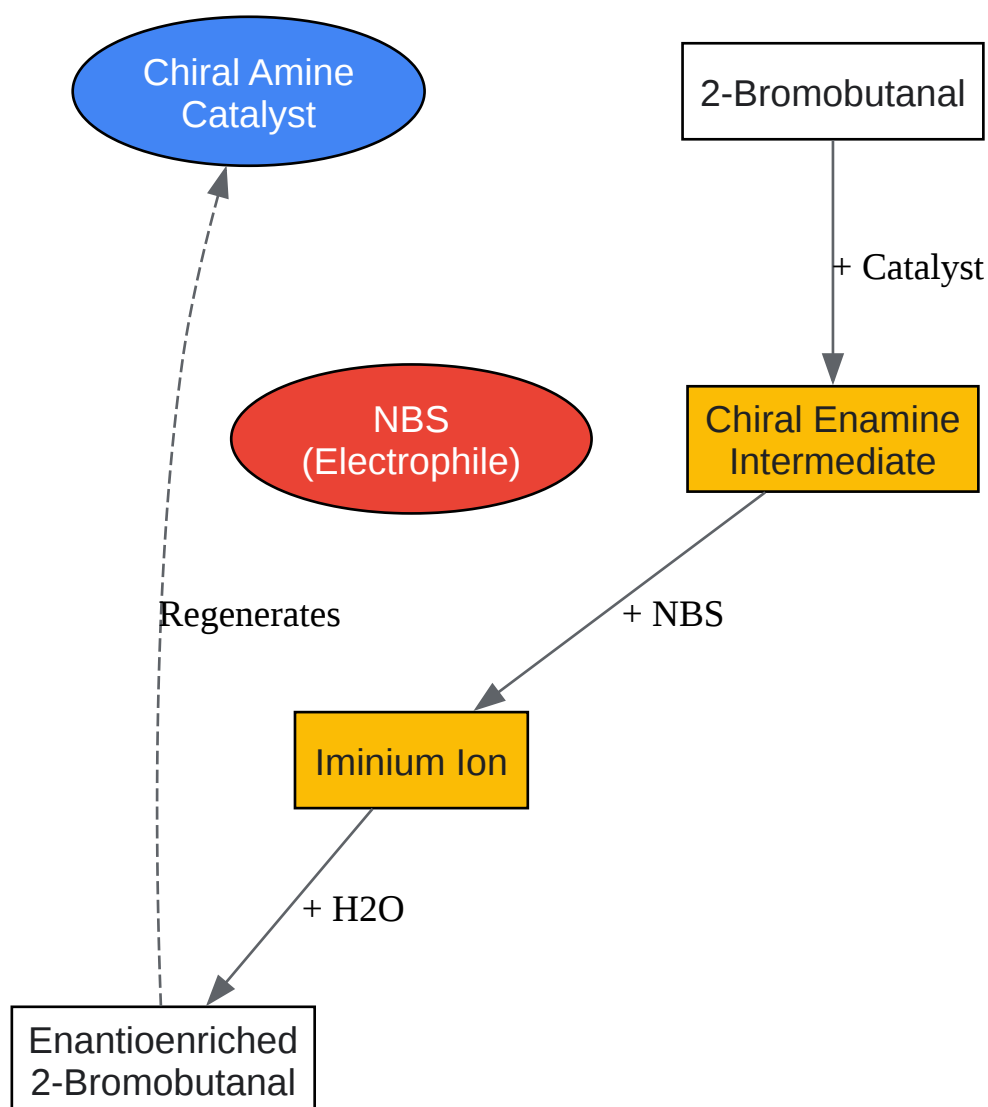 Chiral Amine
Catalyst
2-Bromobutanal
+ Catalyst
NBS
(Electrophile)
Chiral Enamine
Intermediate
Regenerates
+ NBS
Iminium Ion
+ H2O
Enantioenriched
2-Bromobutanal